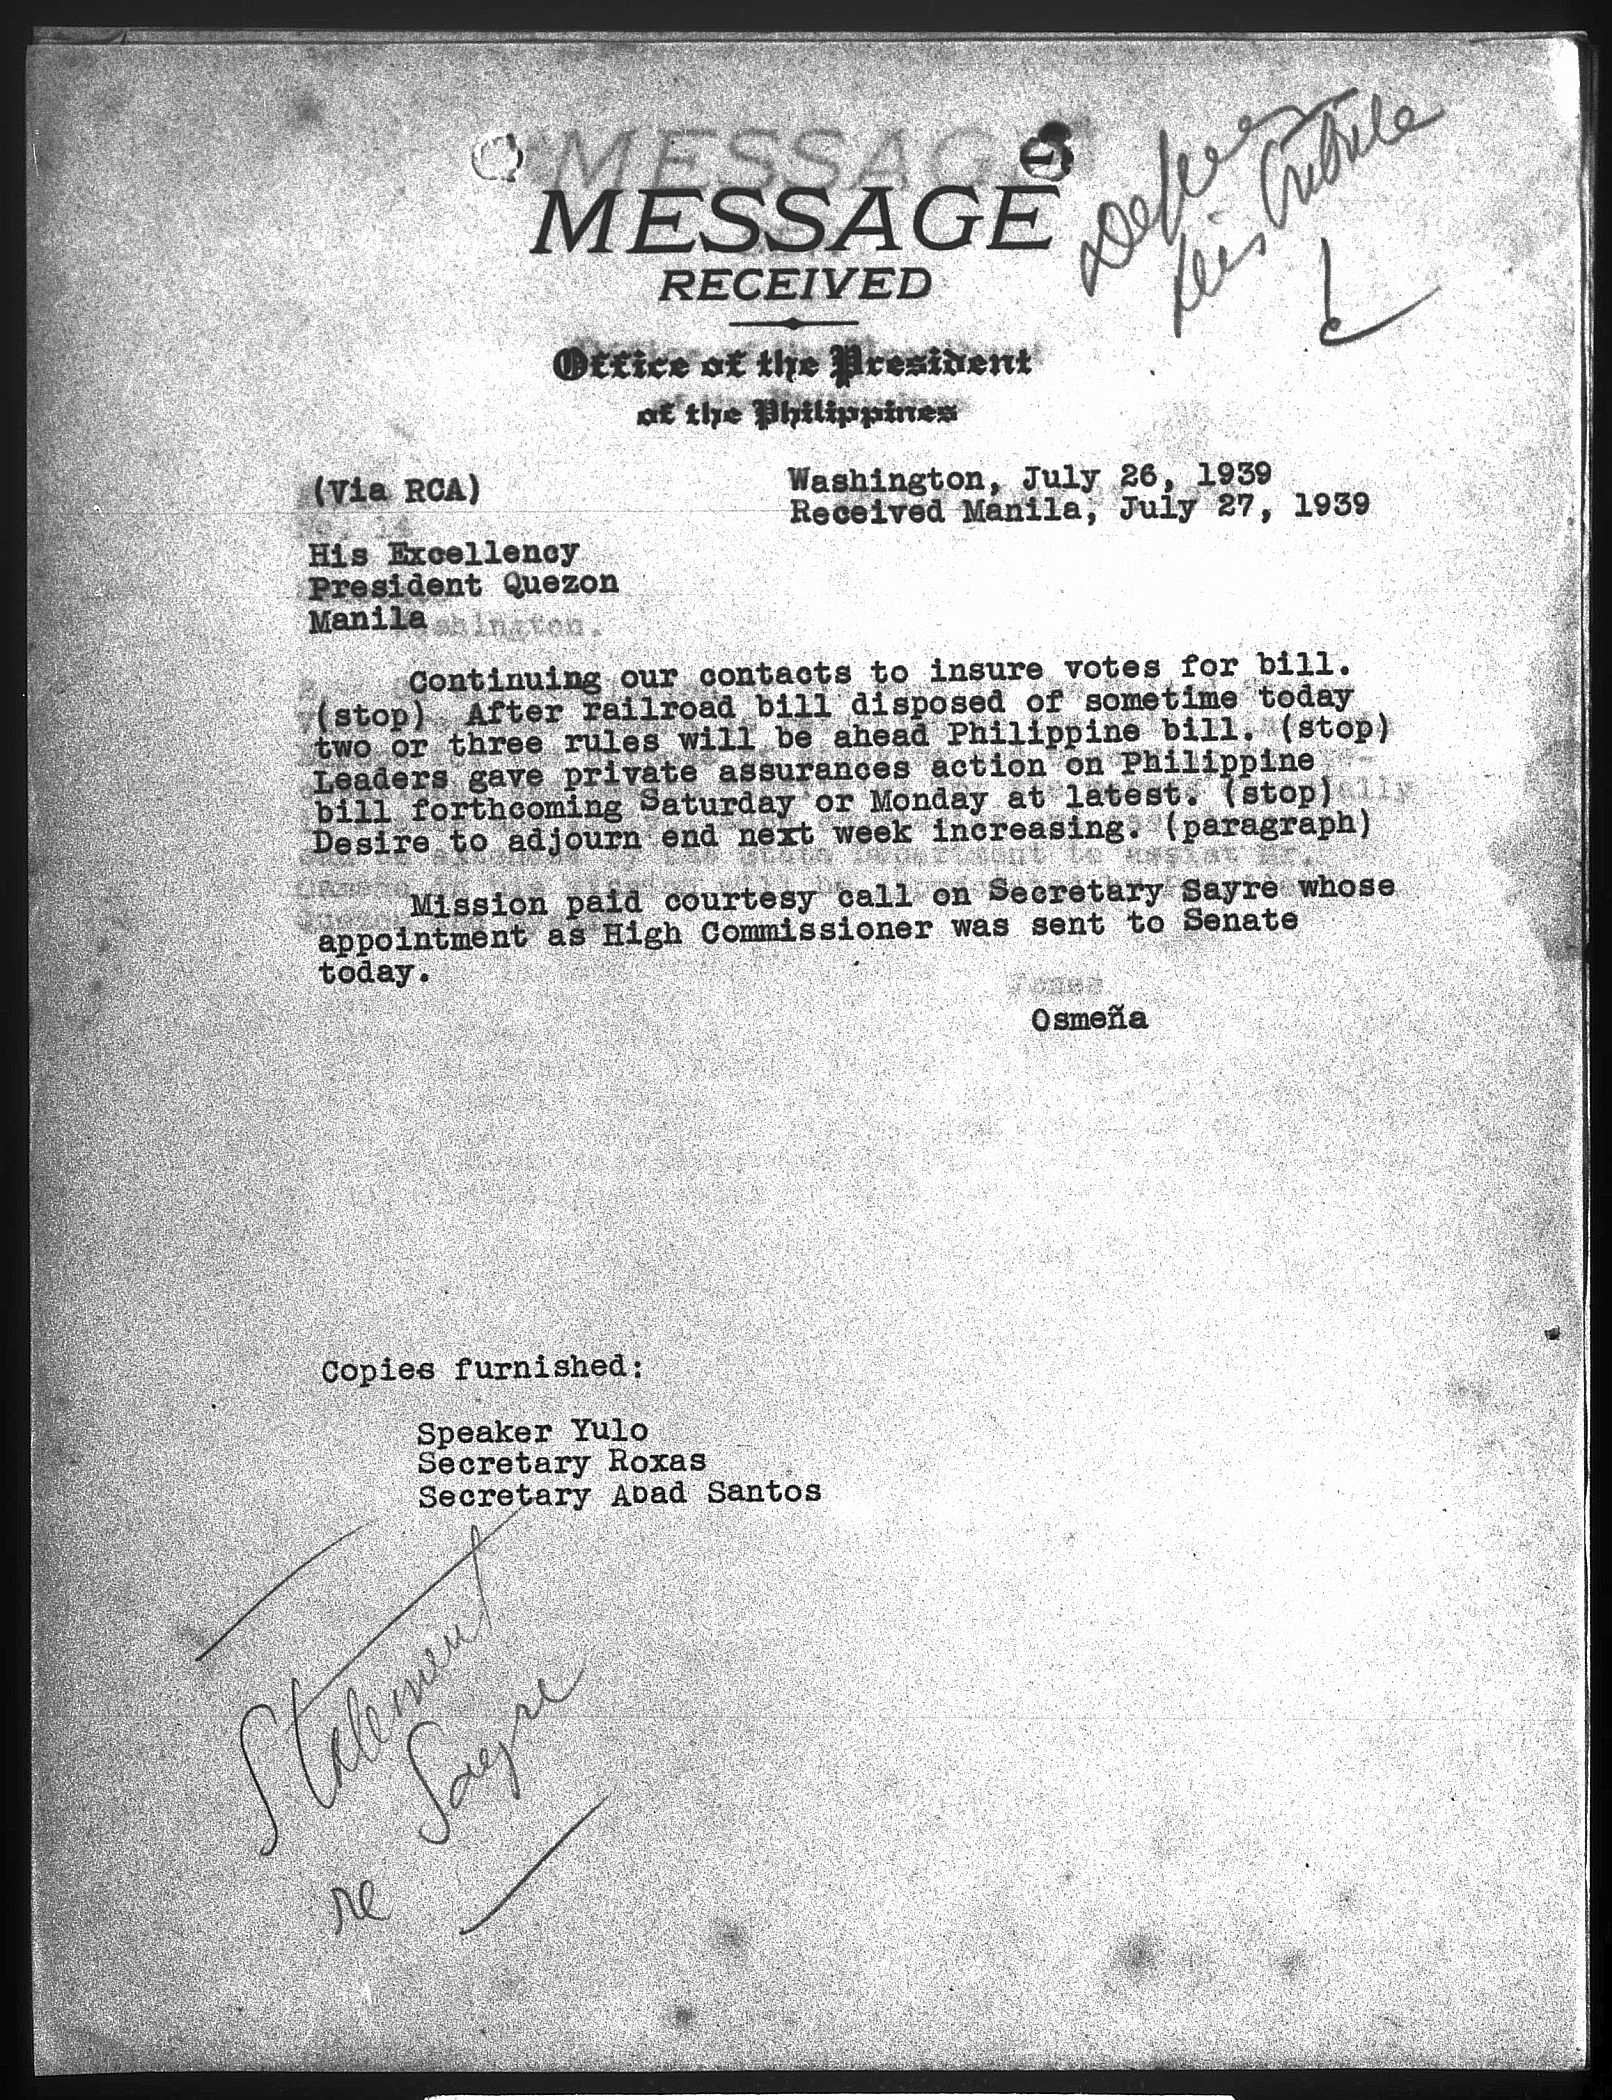 MESSAGE
MESSAGE
RECEIVED
Office of the President
of the Philippines
(Via RCA)
Washington, July 26, 1939
Received Manila, July 27, 1939
His Excellency
President Quezon
Manila
Continuing our contacts to insure votes for bill.
(stop) After railroad bill disposed of sometime today
two or three rules will be ahead Philippine bill. (stop)
Leaders gave private assurances action on Philippine
bill forthcoming Saturday or Monday at latest. (stop)
Desire to adjourn end next week increasing. (paragraph)
Mission paid courtesy call on Secretary Sayre whose
appointment as High Commissioner was sent to Senate
today.
Jones
Osmeña
Copies furnished:
Speaker Yulo
Secretary Roxas
Secretary Abad Santos
Statement
re Sayre